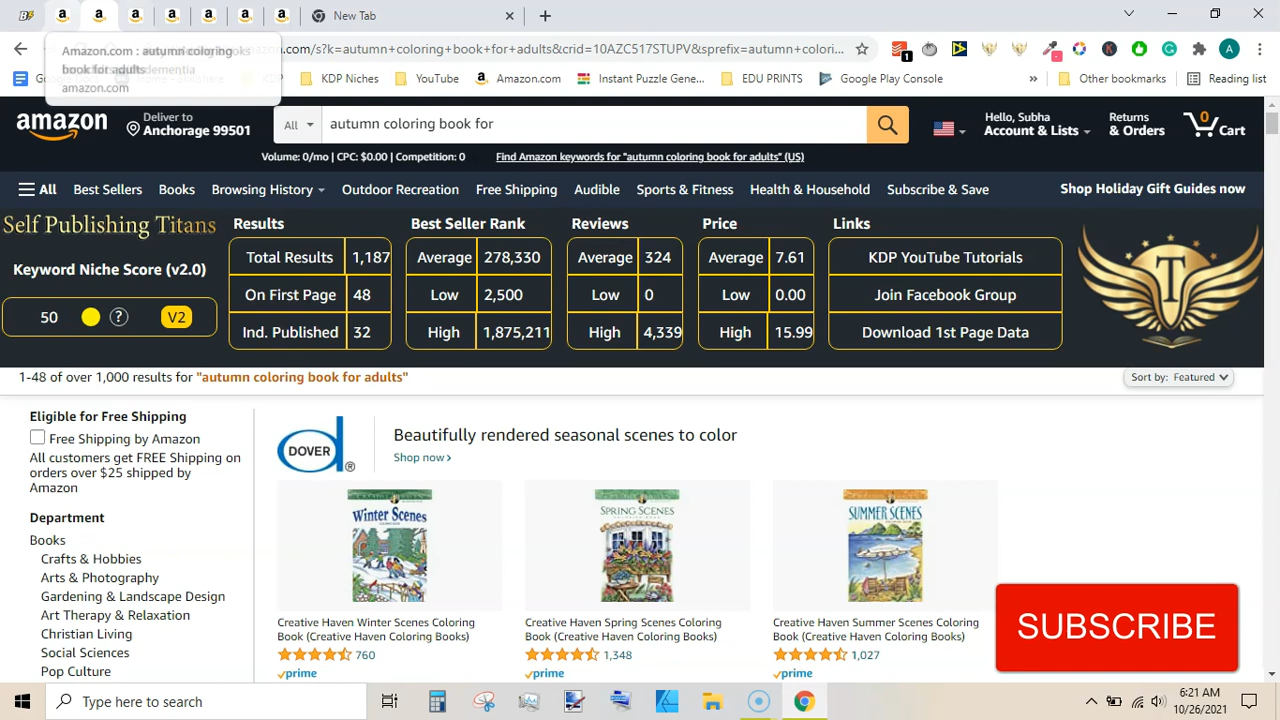 New Tab
Amazon.com : autumn coloring
book for adults
amazon.com
.com/s?k=autumn+coloring+book+for+adults&crid=10AZC517STUPV&sprefix=autumn+colori...
1
A
KDP Niches
YouTube
Amazon.com
Instant Puzzle Gene...
EDU PRINTS
Google Play Console
»
Other bookmarks
Reading list
amazon
Deliver to
Anchorage 99501
All
autumn coloring book for
Hello, Subha
Account & Lists
Returns
& Orders
0
Cart
Volume: 0/mo | CPC: $0.00 | Competition: 0
Find Amazon keywords for "autumn coloring book for adults" (US)
All
Best Sellers
Books
Browsing History
Outdoor Recreation
Free Shipping
Audible
Sports & Fitness
Health & Household
Subscribe & Save
Shop Holiday Gift Guides now
Self Publishing Titans
Keyword Niche Score (v2.0)
50
?
V2
Results
Total Results 1,187
On First Page 48
Ind. Published 32
Best Seller Rank
Average 278,330
Low 2,500
High 1,875,211
Reviews
Average 324
Low 0
High 4,339
Price
Average 7.61
Low 0.00
High 15.99
Links
KDP YouTube Tutorials
Join Facebook Group
Download 1st Page Data
T
1-48 of over 1,000 results for "autumn coloring book for adults"
Sort by: Featured
Eligible for Free Shipping
Free Shipping by Amazon
All customers get FREE Shipping on
orders over $25 shipped by
Amazon
Department
Books
Crafts & Hobbies
Arts & Photography
Gardening & Landscape Design
Art Therapy & Relaxation
Christian Living
Social Sciences
Pop Culture
DOVER
d
®
Beautifully rendered seasonal scenes to color
Shop now
Winter Scenes
Creative Haven Winter Scenes Coloring
Book (Creative Haven Coloring Books)
760
prime
SPRING SCENES
Creative Haven Spring Scenes Coloring
Book (Creative Haven Coloring Books)
1,348
prime
SUMMER SCENES
Creative Haven Summer Scenes Coloring
Book (Creative Haven Coloring Books)
1,027
prime
SUBSCRIBE
Type here to search
6:21 AM
10/26/2021